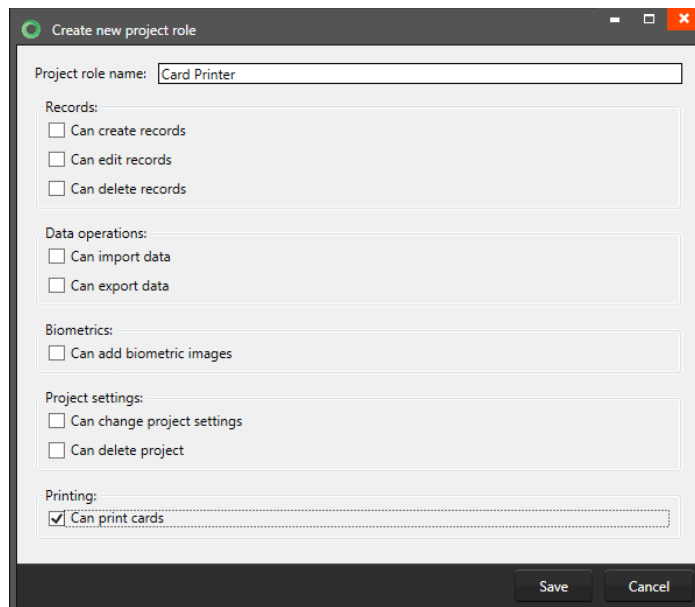 Create new project role
Project role name: Card Printer
Records:
Can create records
Can edit records
Can delete records
Data operations:
Can import data
Can export data
Biometrics:
Can add biometric images
Project settings:
Can change project settings
Can delete project
Printing:
Can print cards
Save Cancel